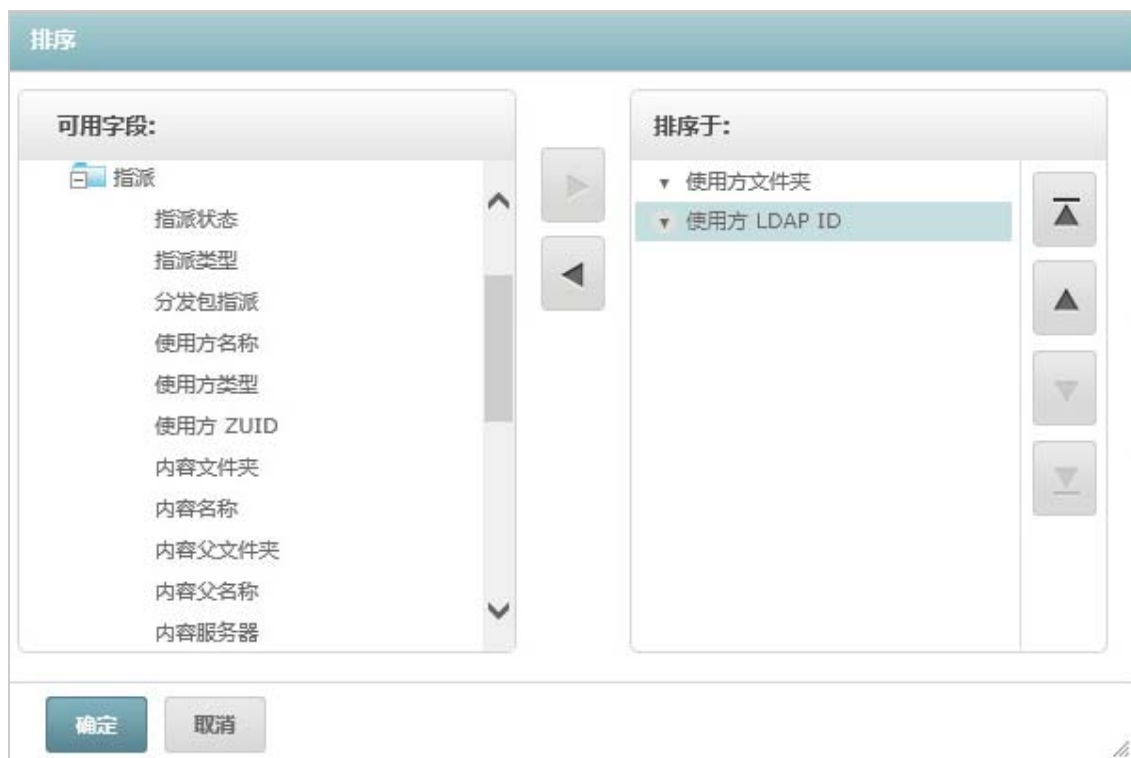 排序
可用字段:
指派
指派状态
指派类型
分发包指派
使用方名称
使用方类型
使用方 ZUID
内容文件夹
内容名称
内容父文件夹
内容父名称
内容服务器
排序于:
使用方文件夹
使用方 LDAP ID
确定
取消